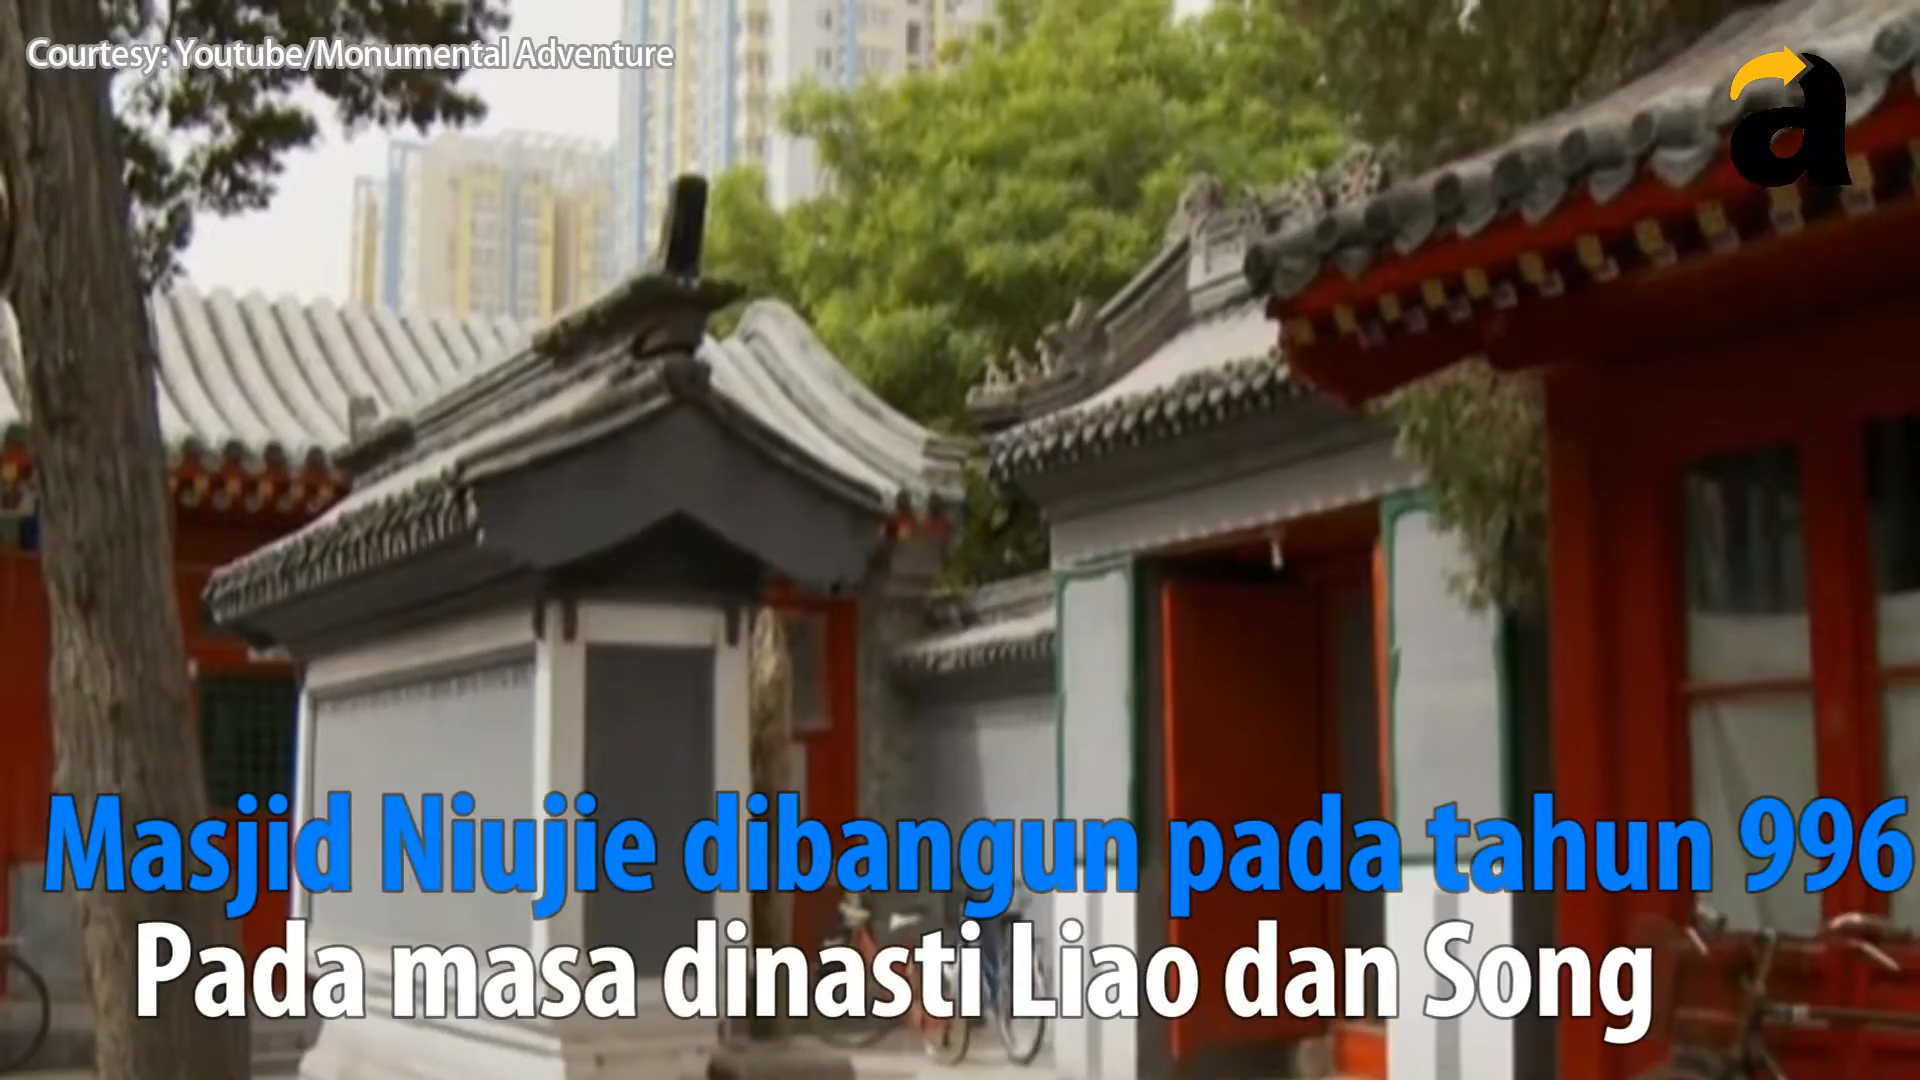 Courtesy: Youtube/Monumental Adventure
a
Masjid Niujie dibangun pada tahun 996
Pada masa dinasti Liao dan Song